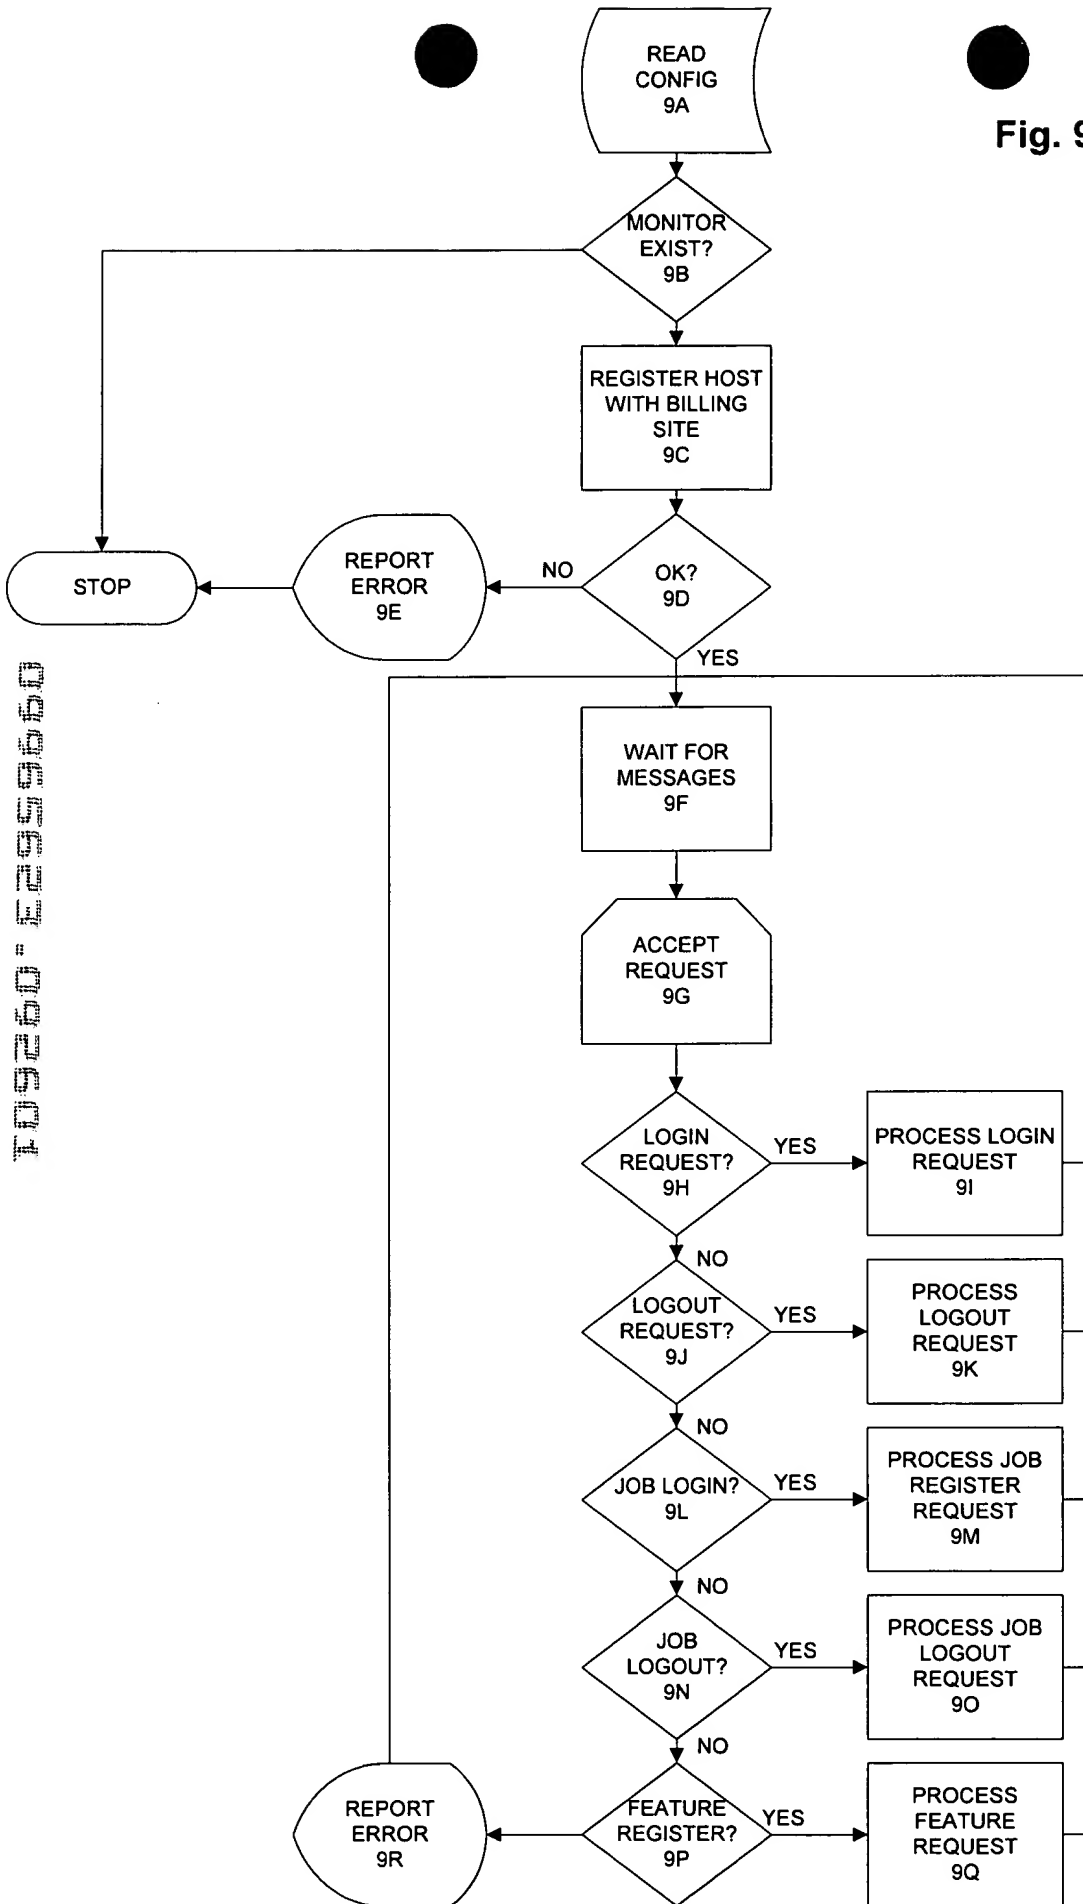 READ
CONFIG
9A
Fig. 9
MONITOR
EXIST?
9B
REGISTER HOST
WITH BILLING
SITE
9C
STOP
REPORT
ERROR
9E
NO
OK?
9D
YES
WAIT FOR
MESSAGES
9F
ACCEPT
REQUEST
9G
LOGIN
REQUEST?
9H
YES
PROCESS LOGIN
REQUEST
9I
NO
LOGOUT
REQUEST?
9J
YES
PROCESS
LOGOUT
REQUEST
9K
NO
JOB LOGIN?
9L
YES
PROCESS JOB
REGISTER
REQUEST
9M
NO
JOB
LOGOUT?
9N
YES
PROCESS JOB
LOGOUT
REQUEST
9O
NO
REPORT
ERROR
9R
FEATURE
REGISTER?
9P
YES
PROCESS
FEATURE
REQUEST
9Q